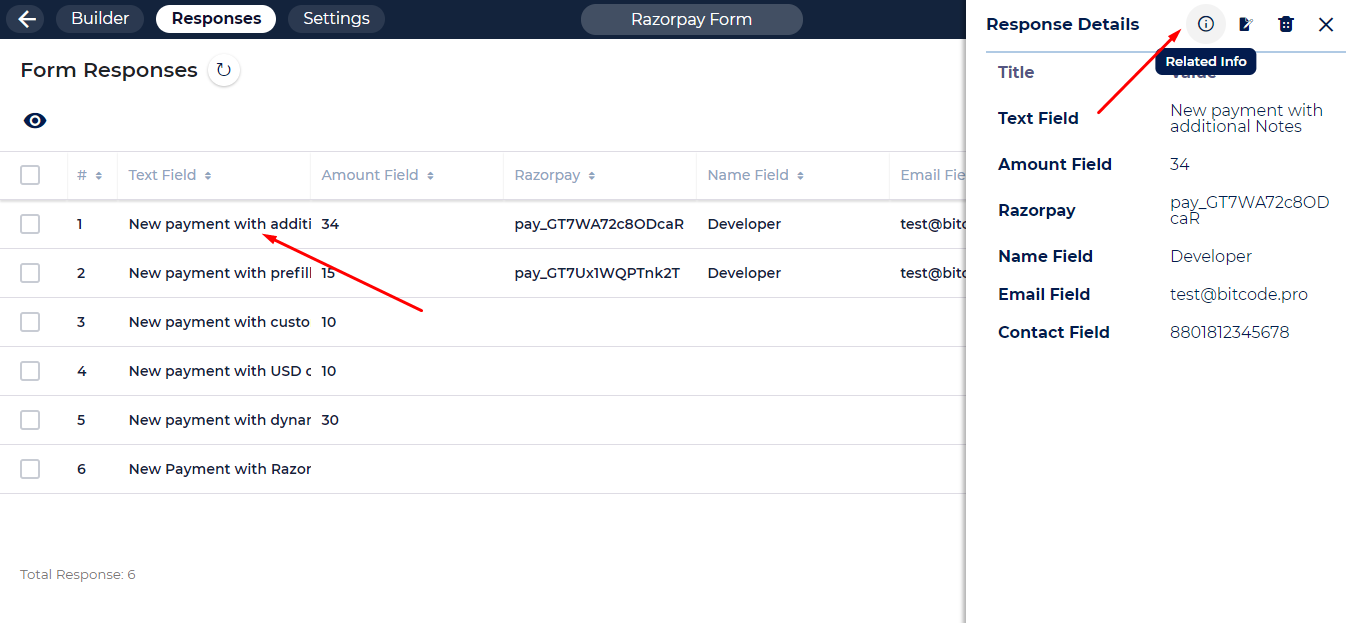 Builder Responses Settings Razorpay Form
Form Responses
# Text Field Amount Field Razorpay Name Field Email Fie
1 New payment with additi 34 pay_GT7WA72c8ODcaR Developer test@bitc
2 New payment with prefill 15 pay_GT7Ux1WQPTnk2T Developer test@bitc
3 New payment with custo 10
4 New payment with USD c 10
5 New payment with dynar 30
6 New Payment with Razor
Total Response: 6
Response Details
Related Info
Title Value
Text Field New payment with
additional Notes
Amount Field 34
Razorpay pay_GT7WA72c8OD
caR
Name Field Developer
Email Field test@bitcode.pro
Contact Field 8801812345678